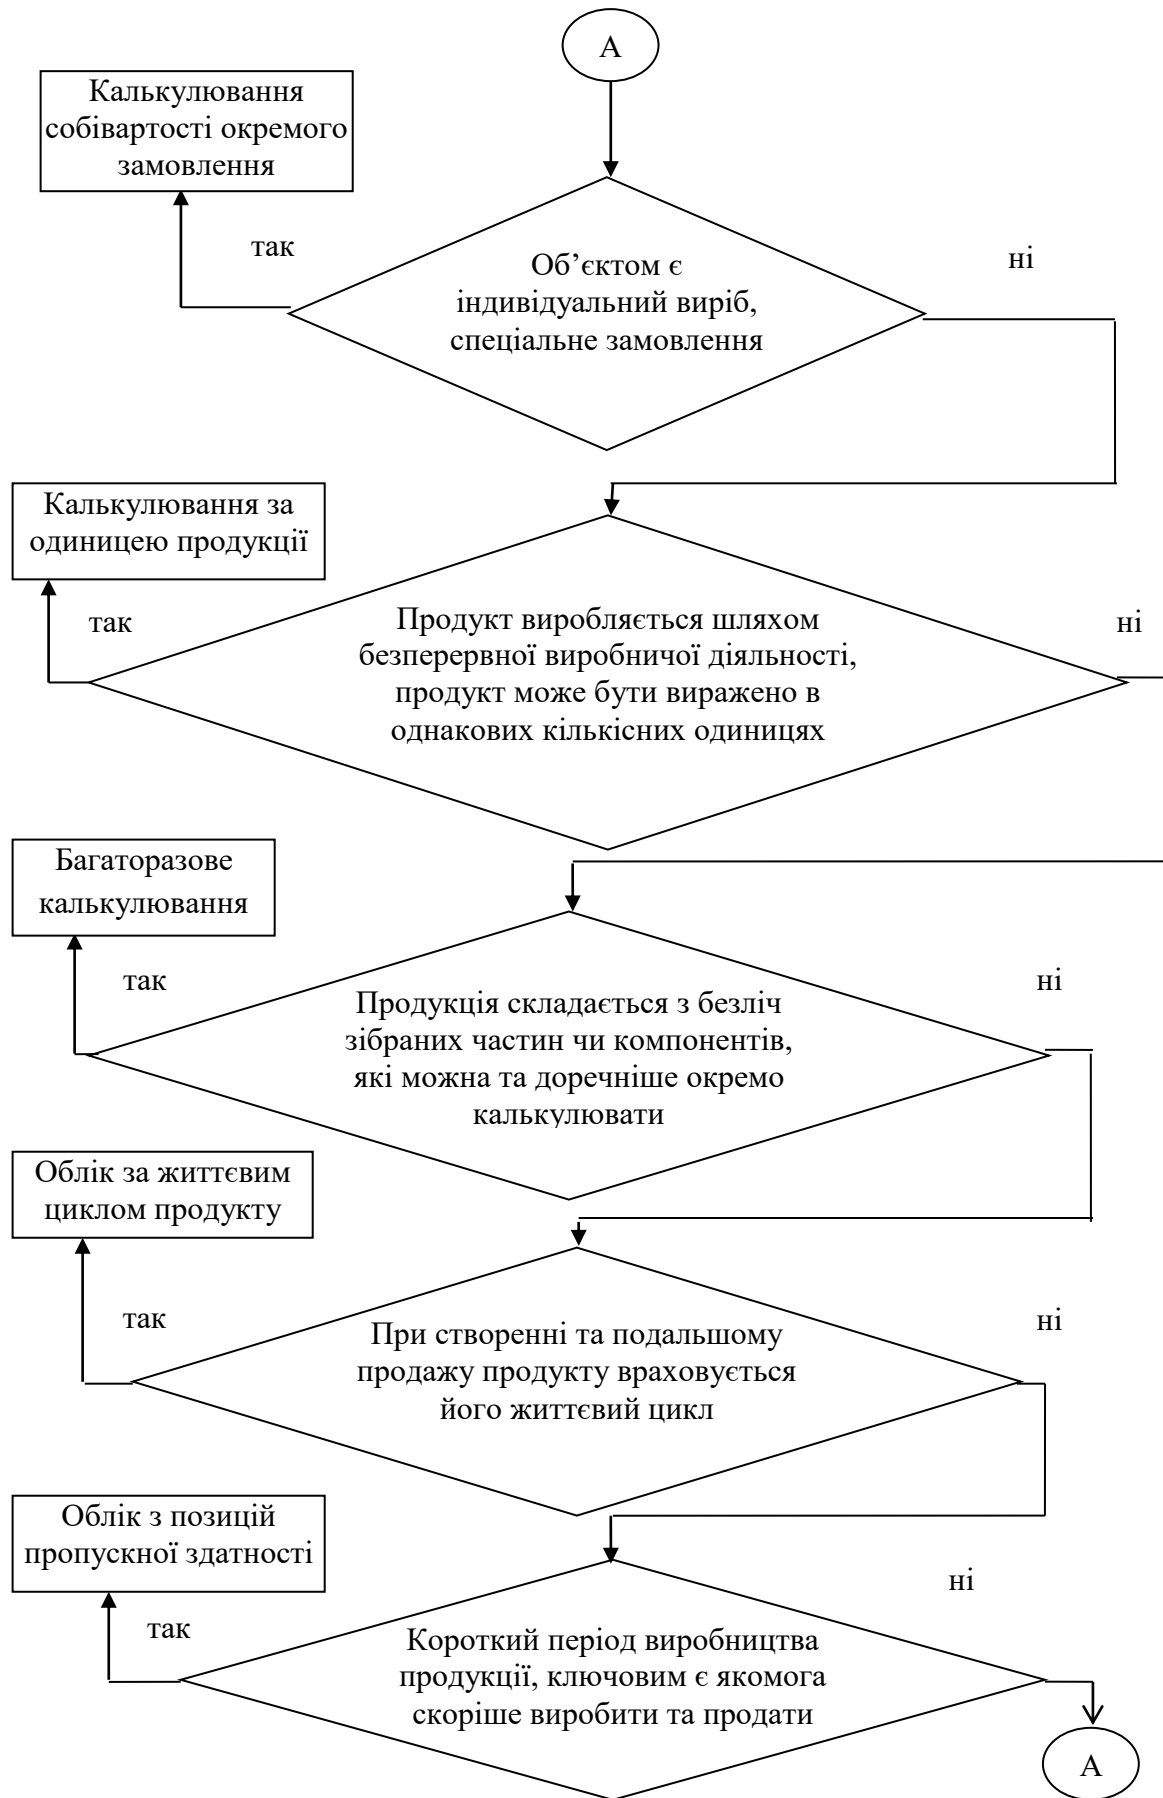 А
Калькулювання
собівартості окремого
замовлення
так
Об’єктом є
індивідуальний виріб,
спеціальне замовлення
ні
Калькулювання за
одиницею продукції
так
Продукт виробляється шляхом
безперервної виробничої діяльності,
продукт може бути виражено в
однакових кількісних одиницях
ні
Багаторазове
калькулювання
так
Продукція складається з безліч
зібраних частин чи компонентів,
які можна та доречніше окремо
калькулювати
ні
Облік за життєвим
циклом продукту
так
При створенні та подальшому
продажу продукту враховується
його життєвий цикл
ні
Облік з позицій
пропускної здатності
так
Короткий період виробництва
продукції, ключовим є якомога
скоріше виробити та продати
ні
А